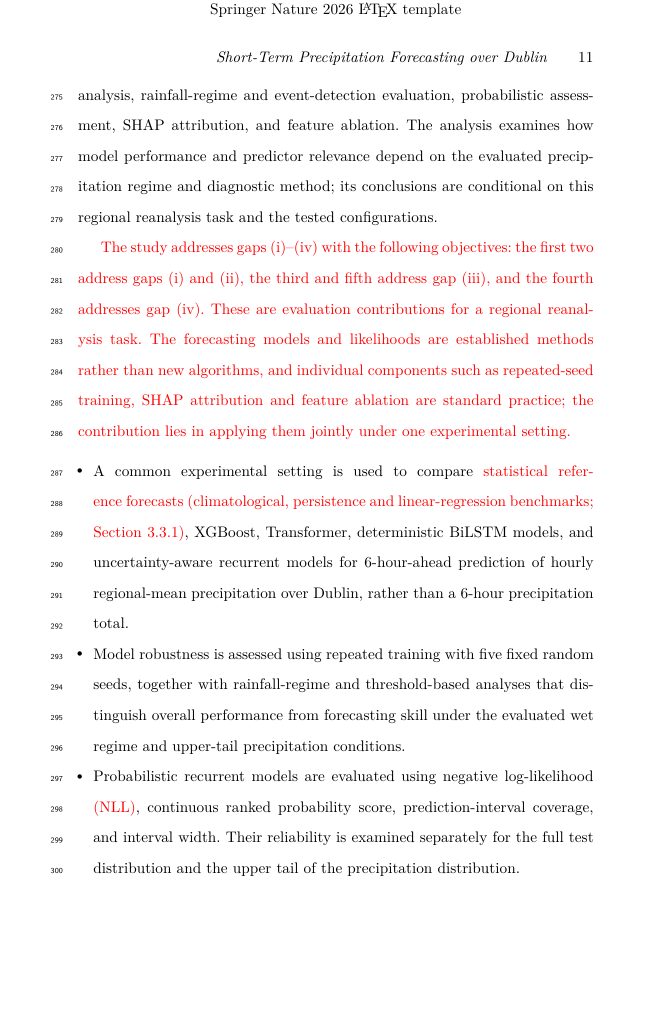 Springer Nature 2026 LATEX template
Short-Term Precipitation Forecasting over Dublin 11
275 analysis, rainfall-regime and event-detection evaluation, probabilistic assess-
276 ment, SHAP attribution, and feature ablation. The analysis examines how
277 model performance and predictor relevance depend on the evaluated precip-
278 itation regime and diagnostic method; its conclusions are conditional on this
279 regional reanalysis task and the tested configurations.
280 The study addresses gaps (i)–(iv) with the following objectives: the first two
281 address gaps (i) and (ii), the third and fifth address gap (iii), and the fourth
282 addresses gap (iv). These are evaluation contributions for a regional reanal-
283 ysis task. The forecasting models and likelihoods are established methods
284 rather than new algorithms, and individual components such as repeated-seed
285 training, SHAP attribution and feature ablation are standard practice; the
286 contribution lies in applying them jointly under one experimental setting.
287 • A common experimental setting is used to compare statistical refer-
288 ence forecasts (climatological, persistence and linear-regression benchmarks;
289 Section 3.3.1), XGBoost, Transformer, deterministic BiLSTM models, and
290 uncertainty-aware recurrent models for 6-hour-ahead prediction of hourly
291 regional-mean precipitation over Dublin, rather than a 6-hour precipitation
292 total.
293 • Model robustness is assessed using repeated training with five fixed random
294 seeds, together with rainfall-regime and threshold-based analyses that dis-
295 tinguish overall performance from forecasting skill under the evaluated wet
296 regime and upper-tail precipitation conditions.
297 • Probabilistic recurrent models are evaluated using negative log-likelihood
298 (NLL), continuous ranked probability score, prediction-interval coverage,
299 and interval width. Their reliability is examined separately for the full test
300 distribution and the upper tail of the precipitation distribution.